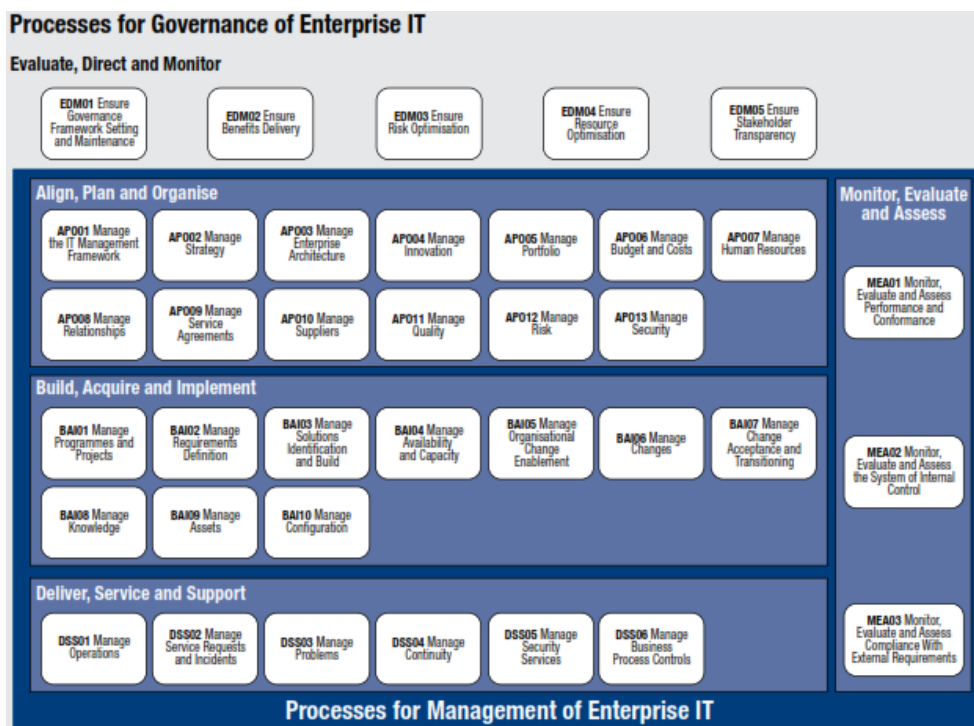 Processes for Governance of Enterprise IT
Evaluate, Direct and Monitor
EDM01 Ensure
Governance
Framework Setting
and Maintenance
EDM02 Ensure
Benefits Delivery
EDM03 Ensure
Risk Optimisation
EDM04 Ensure
Resource
Optimisation
EDM05 Ensure
Stakeholder
Transparency
Align, Plan and Organise
APO01 Manage
the IT Management
Framework
APO02 Manage
Strategy
APO03 Manage
Enterprise
Architecture
APO04 Manage
Innovation
APO05 Manage
Portfolio
APO06 Manage
Budget and Costs
APO07 Manage
Human Resources
APO08 Manage
Relationships
APO09 Manage
Service
Agreements
APO10 Manage
Suppliers
APO11 Manage
Quality
APO12 Manage
Risk
APO13 Manage
Security
Build, Acquire and Implement
BAI01 Manage
Programmes and
Projects
BAI02 Manage
Requirements
Definition
BAI03 Manage
Solutions
Identification
and Build
BAI04 Manage
Availability
and Capacity
BAI05 Manage
Organisational
Change
Enablement
BAI06 Manage
Changes
BAI07 Manage
Change
Acceptance and
Transitioning
BAI08 Manage
Knowledge
BAI09 Manage
Assets
BAI10 Manage
Configuration
Deliver, Service and Support
DSS01 Manage
Operations
DSS02 Manage
Service Requests
and Incidents
DSS03 Manage
Problems
DSS04 Manage
Continuity
DSS05 Manage
Security
Services
DSS06 Manage
Business
Process Controls
Monitor, Evaluate
and Assess
MEA01 Monitor,
Evaluate and Assess
Performance and
Conformance
MEA02 Monitor,
Evaluate and Assess
the System of Internal
Control
MEA03 Monitor,
Evaluate and Assess
Compliance With
External Requirements
Processes for Management of Enterprise IT